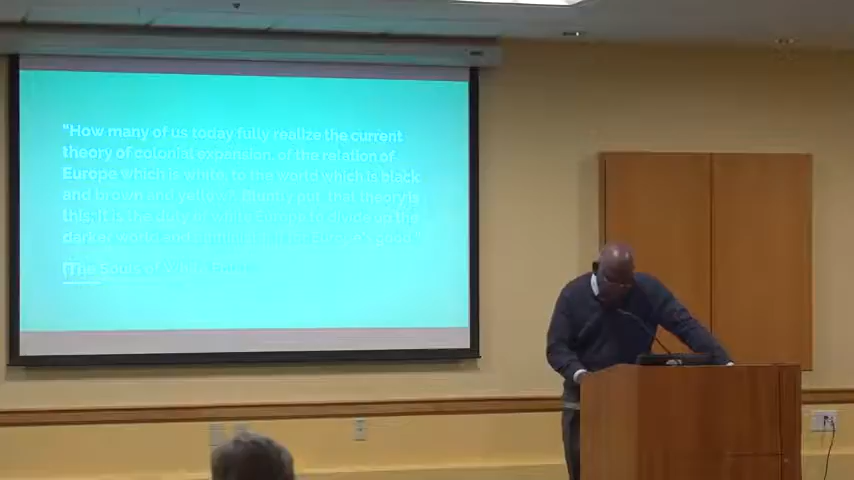 "How many of us today fully realize the current
theory of colonial expansion, of the relation of
Europe which is white, to the world which is black
and brown and yellow? Bluntly put, that theory is
this: It is the duty of white Europe to divide up the
darker world and
[The Souls of White